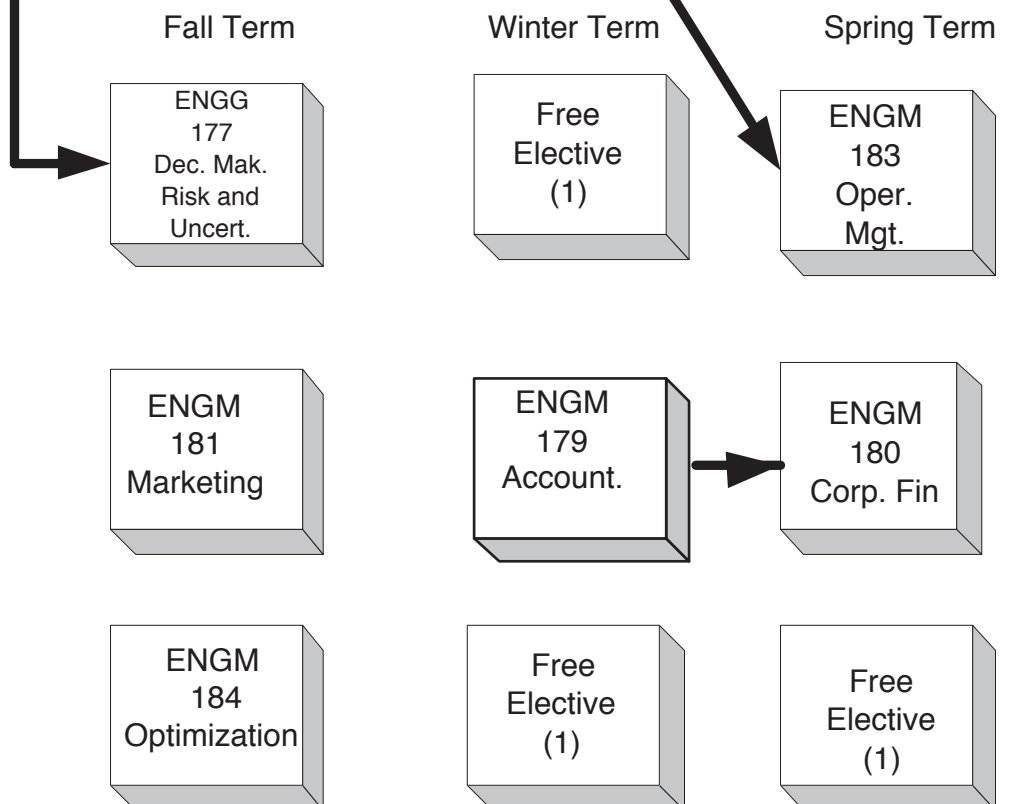 Fall Term
Winter Term
Spring Term
ENGG
177
Dec. Mak.
Risk and
Uncert.
Free
Elective
(1)
ENGM
183
Oper.
Mgt.
ENGM
181
Marketing
ENGM
179
Account.
ENGM
180
Corp. Fin
ENGM
184
Optimization
Free
Elective
(1)
Free
Elective
(1)